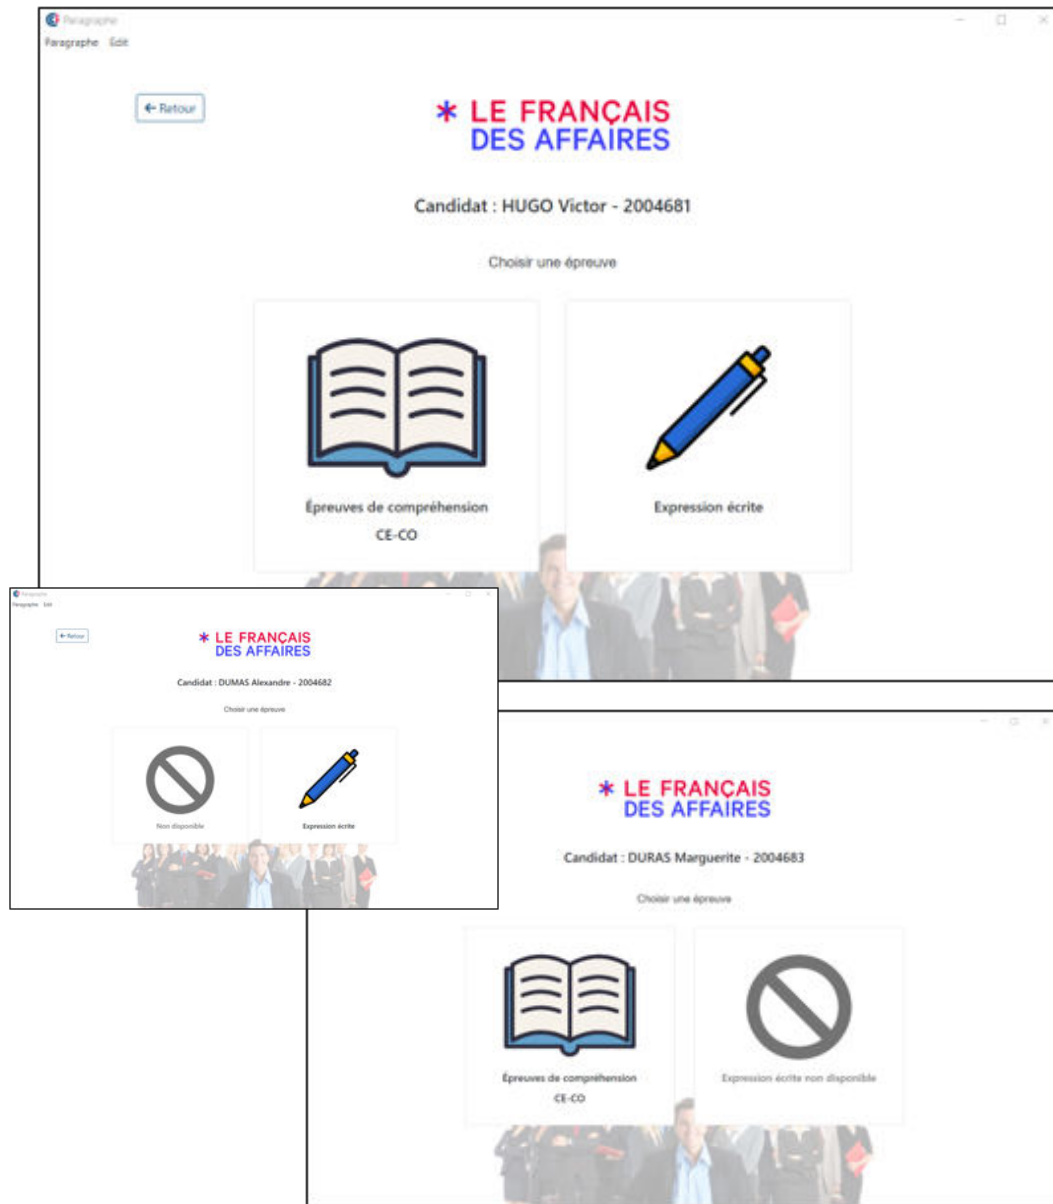 Paragraphe
Paragraphe Edit
← Retour
* LE FRANÇAIS
DES AFFAIRES
Candidat : HUGO Victor - 2004681
Choisir une épreuve
Épreuves de compréhension
CE-CO
Expression écrite
Paragraphe
Paragraphe Edit
← Retour
* LE FRANÇAIS
DES AFFAIRES
Candidat : DUMAS Alexandre - 2004682
Choisir une épreuve
Non disponible
Expression écrite
* LE FRANÇAIS
DES AFFAIRES
Candidat : DURAS Marguerite - 2004683
Choisir une épreuve
Épreuves de compréhension
CE-CO
Expression écrite non disponible